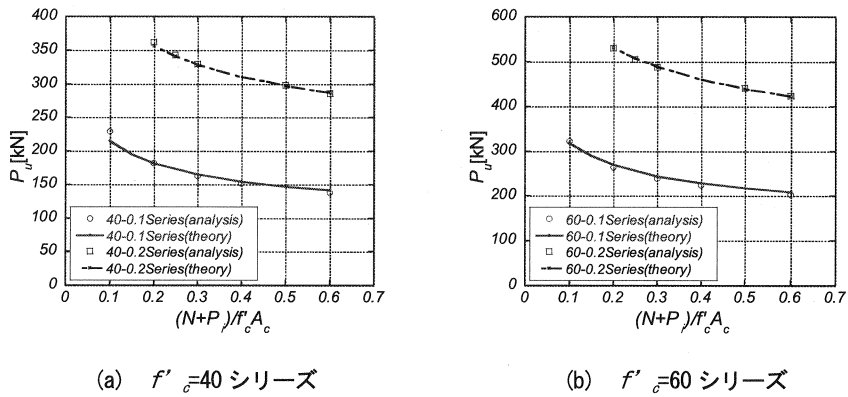 400
350
300
250
200
150
100
50
0
P_u[kN]
40-0.1Series(analysis)
40-0.1Series(theory)
40-0.2Series(analysis)
40-0.2Series(theory)
0 0.1 0.2 0.3 0.4 0.5 0.6 0.7
(N+P_i)/f'_cA_c
(a) f'_c=40 シリーズ
600
500
400
300
200
100
0
P_u[kN]
60-0.1Series(analysis)
60-0.1Series(theory)
60-0.2Series(analysis)
60-0.2Series(theory)
0 0.1 0.2 0.3 0.4 0.5 0.6 0.7
(N+P_i)/f'_cA_c
(b) f'_c=60 シリーズ